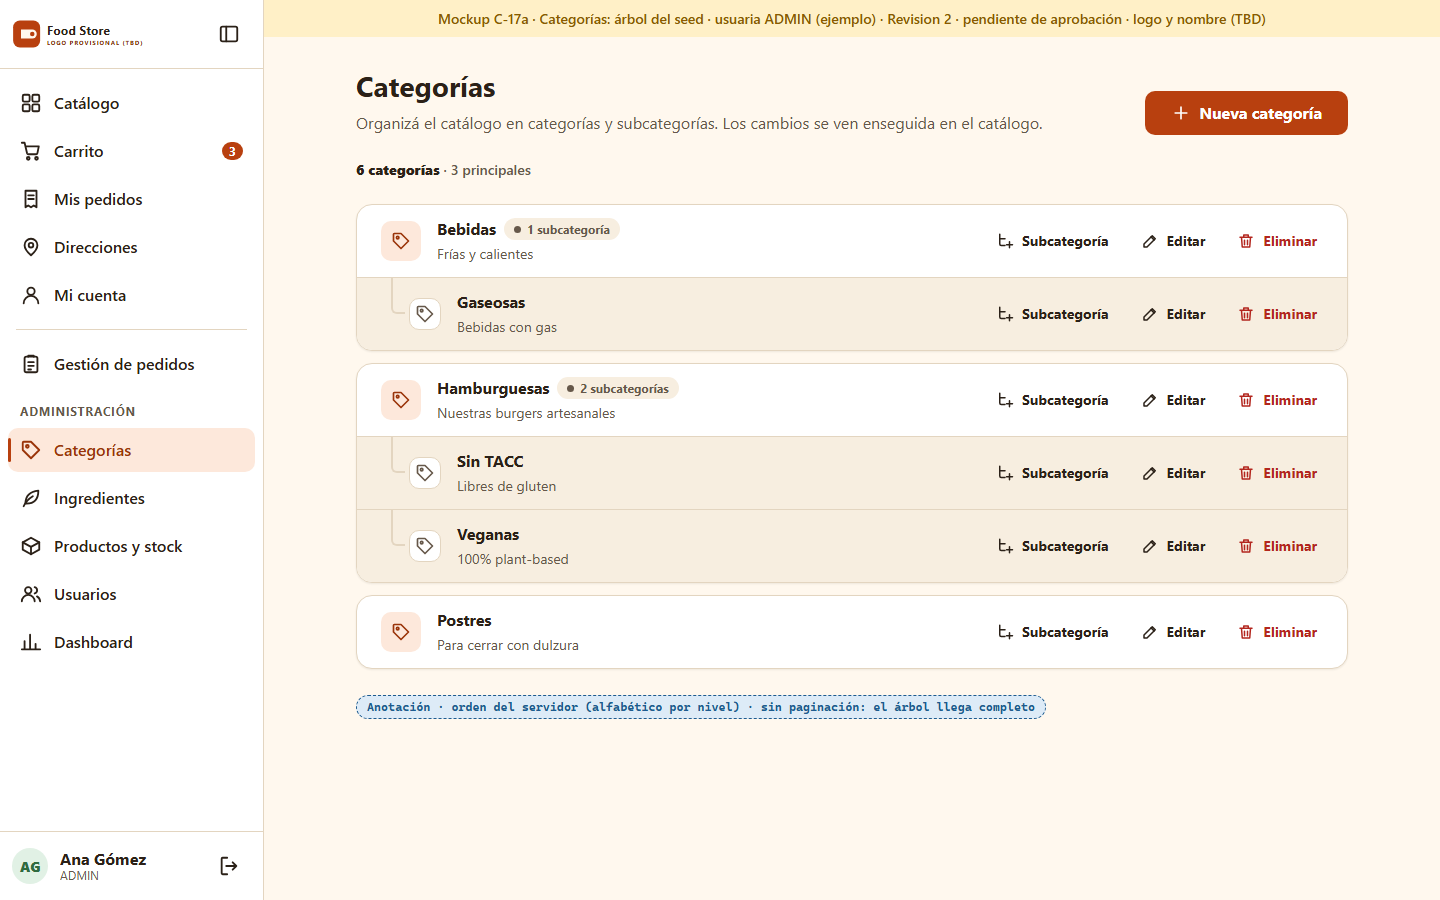 Food Store
LOGO PROVISIONAL (TBD)
Catálogo
Carrito
3
Mis pedidos
Direcciones
Mi cuenta
Gestión de pedidos
ADMINISTRACIÓN
Categorías
Ingredientes
Productos y stock
Usuarios
Dashboard
AG
Ana Gómez
ADMIN
Mockup C-17a · Categorías: árbol del seed · usuaria ADMIN (ejemplo) · Revision 2 · pendiente de aprobación · logo y nombre (TBD)
Categorías
Organizá el catálogo en categorías y subcategorías. Los cambios se ven enseguida en el catálogo.
Nueva categoría
6 categorías · 3 principales
Bebidas
1 subcategoría
Frías y calientes
Subcategoría
Editar
Eliminar
Gaseosas
Bebidas con gas
Subcategoría
Editar
Eliminar
Hamburguesas
2 subcategorías
Nuestras burgers artesanales
Subcategoría
Editar
Eliminar
Sin TACC
Libres de gluten
Subcategoría
Editar
Eliminar
Veganas
100% plant-based
Subcategoría
Editar
Eliminar
Postres
Para cerrar con dulzura
Subcategoría
Editar
Eliminar
Anotación · orden del servidor (alfabético por nivel) · sin paginación: el árbol llega completo